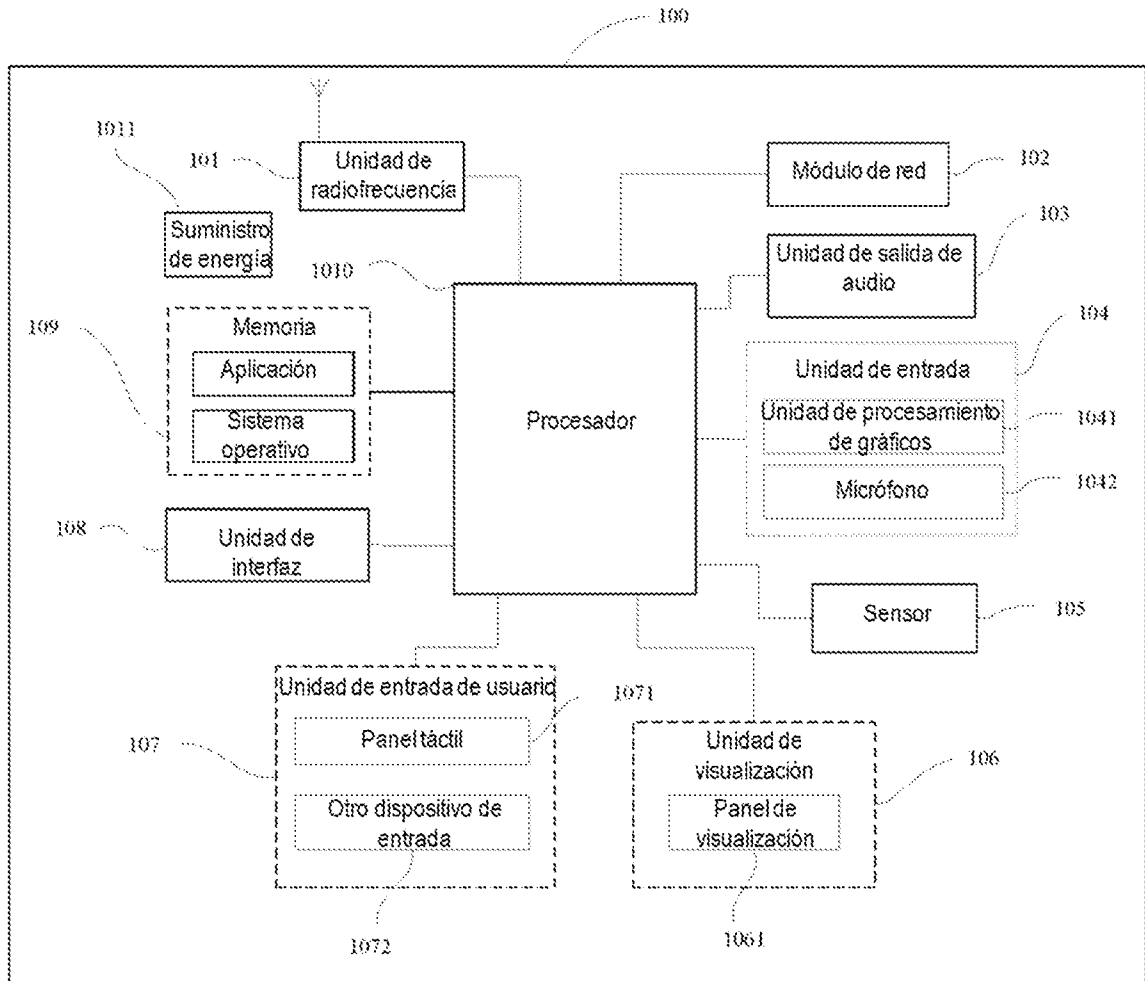 100
1011
101
Unidad de
radiofrecuencia
Módulo de red
102
Suministro
de energía
Unidad de salida de
audio
103
1010
109
Memoria
Aplicación
Sistema
operativo
Procesador
104
Unidad de entrada
Unidad de procesamiento
de gráficos
1041
Micrófono
1042
108
Unidad de
interfaz
Sensor
105
Unidad de entrada de usuario
1071
107
Panel táctil
Otro dispositivo de
entrada
1072
Unidad de
visualización
106
Panel de
visualización
1061